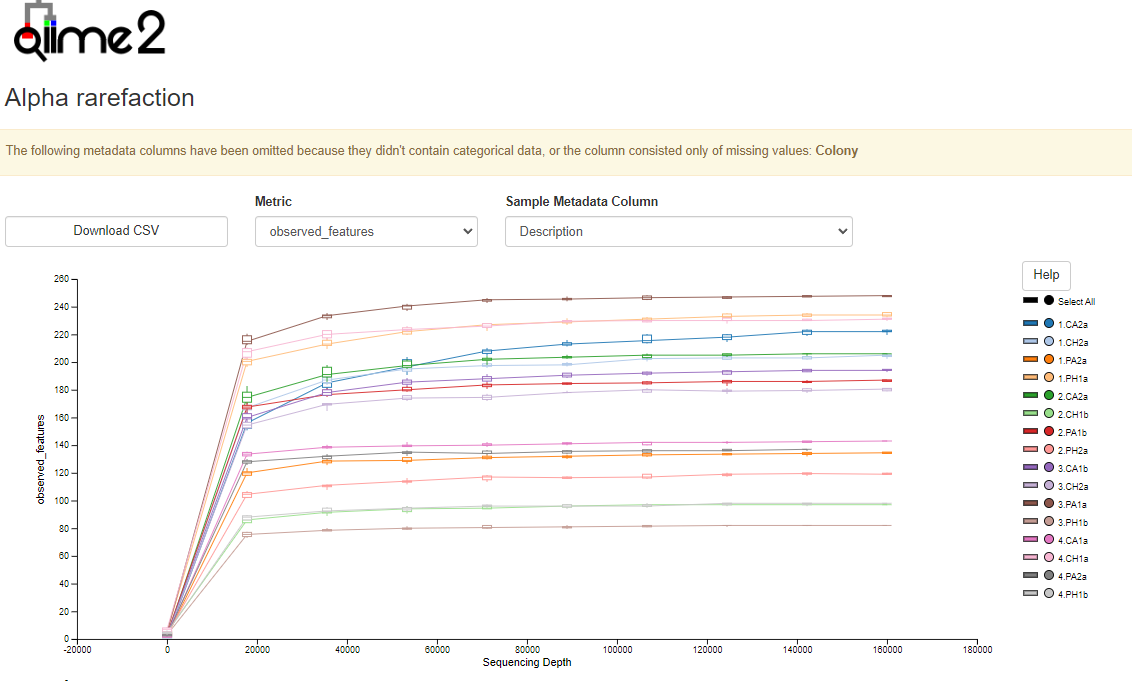 qiime2
Alpha rarefaction
The following metadata columns have been omitted because they didn't contain categorical data, or the column consisted only of missing values: Colony
Metric
Sample Metadata Column
Download CSV
observed_features
Description
Help
Select All
1.CA2a
1.CH2a
1.PA2a
1.PH1a
2.CA2a
2.CH1b
2.PA1b
2.PH2a
3.CA1b
3.CH2a
3.PA1a
3.PH1b
4.CA1a
4.CH1a
4.PA2a
4.PH1b
260
240
220
200
180
160
140
120
100
80
60
40
20
0
observed_features
-20000
0
20000
40000
60000
80000
100000
120000
140000
160000
180000
Sequencing Depth